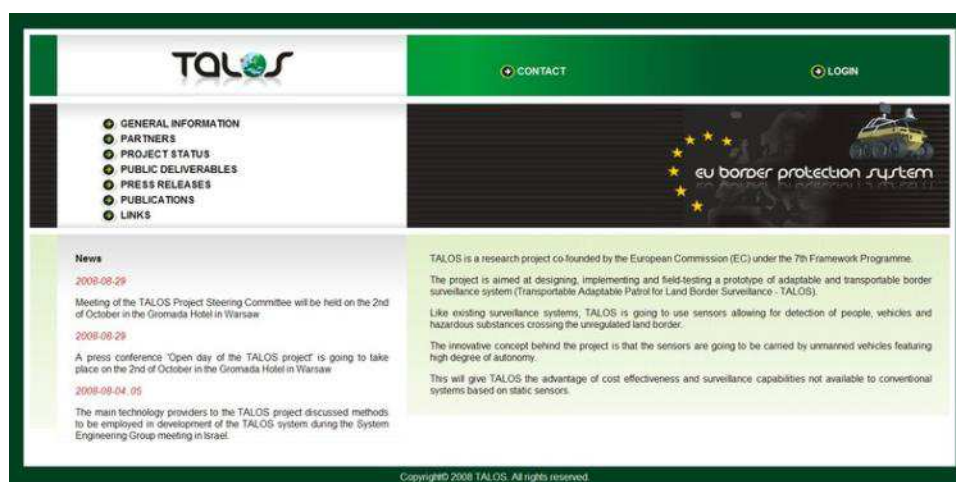 TALOS
CONTACT
LOGIN
GENERAL INFORMATION
PARTNERS
PROJECT STATUS
PUBLIC DELIVERABLES
PRESS RELEASES
PUBLICATIONS
LINKS
eu border protection system
News
2008-08-29
Meeting of the TALOS Project Steering Committee will be held on the 2nd
of October in the Gromada Hotel in Warsaw
2008-08-29
A press conference 'Open day of the TALOS project' is going to take
place on the 2nd of October in the Gromada Hotel in Warsaw
2008-08-04, 05
The main technology providers to the TALOS project discussed methods
to be employed in development of the TALOS system during the System
Engineering Group meeting in Israel.
TALOS is a research project co-founded by the European Commission (EC) under the 7th Framework Programme.
The project is aimed at designing, implementing and field-testing a prototype of adaptable and transportable border
surveillance system (Transportable Adaptable Patrol for Land Border Surveillance - TALOS).
Like existing surveillance systems, TALOS is going to use sensors allowing for detection of people, vehicles and
hazardous substances crossing the unregulated land border.
The innovative concept behind the project is that the sensors are going to be carried by unmanned vehicles featuring
high degree of autonomy.
This will give TALOS the advantage of cost effectiveness and surveillance capabilities not available to conventional
systems based on static sensors.
Copyright© 2008 TALOS. All rights reserved.